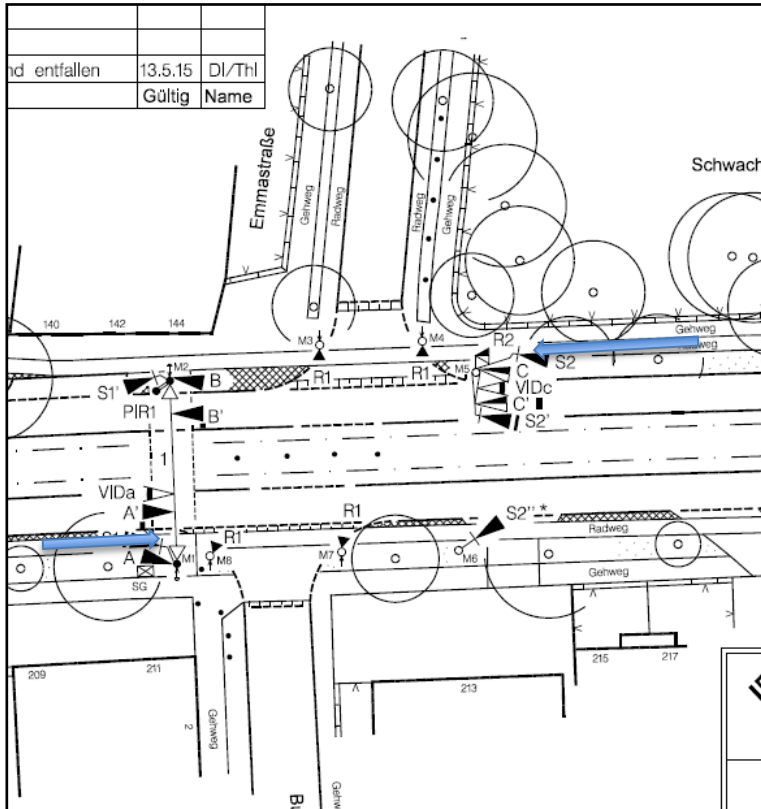 nd entfallen 13.5.15 Dl/Thl
Gültig Name
Emmastraße
Gehweg
Radweg
Radweg
Gehweg
Schwach
140 142 144
M3
M4
R2
Gehweg
Radweg
M2
S1'
B
R1
R1
M5
C
S2
PIR1
B'
VIDc
C'
S2'
1
VIDa
A'
R1
S2'' *
R1
Radweg
A
M1
M8
M7
M6
SG
Gehweg
209
211
213
215
217
2
Gehweg
Bu
Gehw